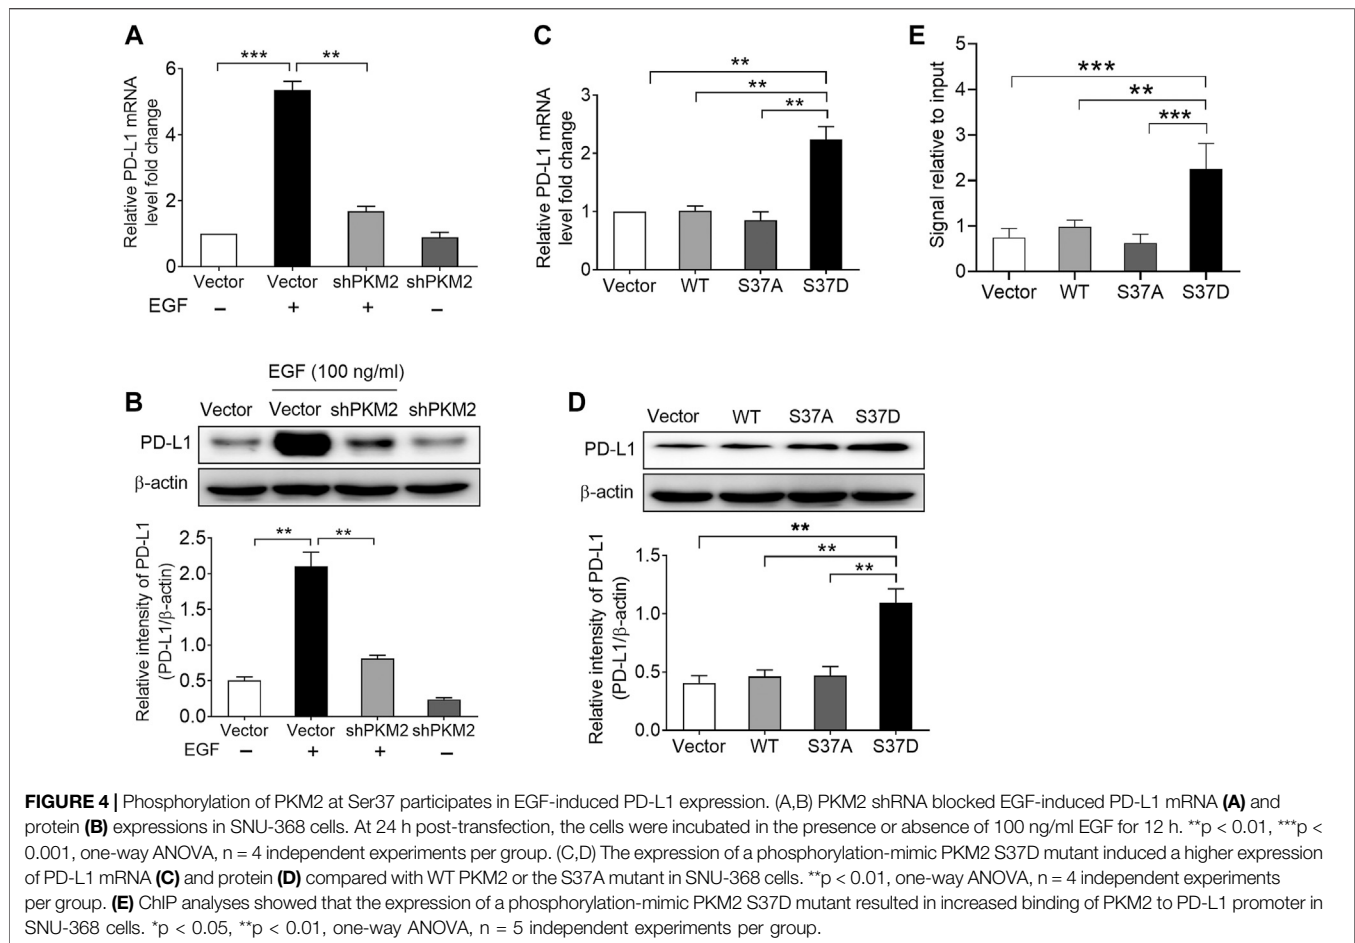 A
Relative PD-L1 mRNA
level fold change
6
4
2
0
***
**
Vector
Vector
shPKM2
shPKM2
EGF
–
+
+
–
C
Relative PD-L1 mRNA
level fold change
3
2
1
0
**
**
**
Vector
WT
S37A
S37D
E
Signal relative to input
5
4
3
2
1
0
***
**
***
Vector
WT
S37A
S37D
B
EGF (100 ng/ml)
Vector
Vector
shPKM2
shPKM2
PD-L1
β-actin
Relative intensity of PD-L1
(PD-L1/β-actin)
2.5
2.0
1.5
1.0
0.5
0.0
**
**
Vector
Vector
shPKM2
shPKM2
EGF
–
+
+
–
D
Vector
WT
S37A
S37D
PD-L1
β-actin
Relative intensity of PD-L1
(PD-L1/β-actin)
1.5
1.0
0.5
0.0
**
**
**
Vector
WT
S37A
S37D
FIGURE 4 | Phosphorylation of PKM2 at Ser37 participates in EGF-induced PD-L1 expression. (A,B) PKM2 shRNA blocked EGF-induced PD-L1 mRNA (A) and
protein (B) expressions in SNU-368 cells. At 24 h post-transfection, the cells were incubated in the presence or absence of 100 ng/ml EGF for 12 h. **p < 0.01, ***p <
0.001, one-way ANOVA, n = 4 independent experiments per group. (C,D) The expression of a phosphorylation-mimic PKM2 S37D mutant induced a higher expression
of PD-L1 mRNA (C) and protein (D) compared with WT PKM2 or the S37A mutant in SNU-368 cells. **p < 0.01, one-way ANOVA, n = 4 independent experiments
per group. (E) ChIP analyses showed that the expression of a phosphorylation-mimic PKM2 S37D mutant resulted in increased binding of PKM2 to PD-L1 promoter in
SNU-368 cells. *p < 0.05, **p < 0.01, one-way ANOVA, n = 5 independent experiments per group.